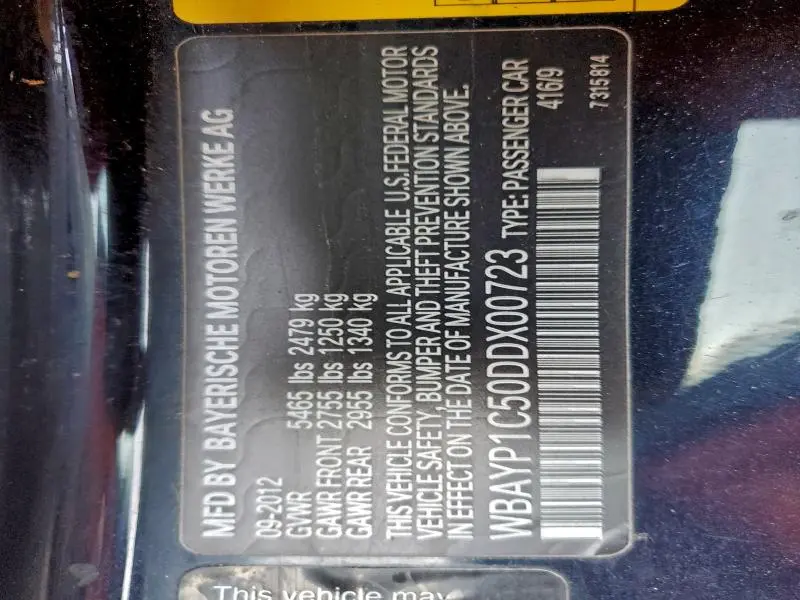 MFD BY BAYERISCHE MOTOREN WERKE AG
09-2012
GVWR 5465 lbs 2479 kg
GAWR FRONT 2755 lbs 1250 kg
GAWR REAR 2955 lbs 1340 kg
THIS VEHICLE CONFORMS TO ALL APPLICABLE U.S.FEDERAL MOTOR
VEHICLE SAFETY, BUMPER AND THEFT PREVENTION STANDARDS
IN EFFECT ON THE DATE OF MANUFACTURE SHOWN ABOVE.
WBAYP1C50DDX00723 TYPE: PASSENGER CAR
416/9
7 315 814
This vehicle may